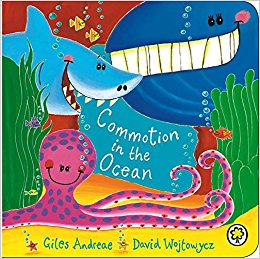 Commotion
in the
Ocean
Giles Andreae David Wojtowycz